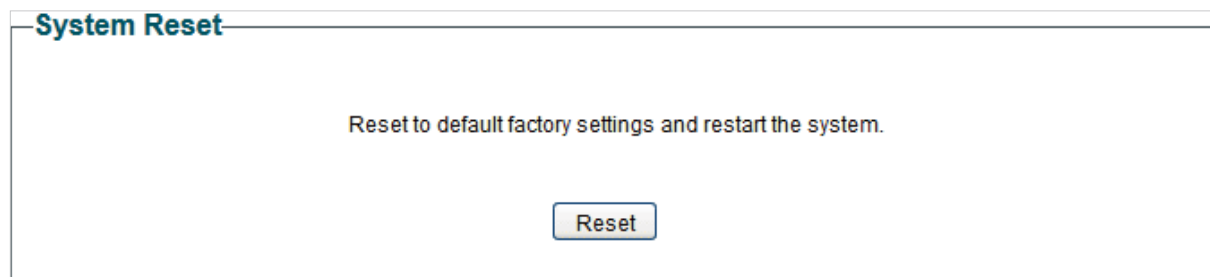 System Reset
Reset to default factory settings and restart the system.
Reset